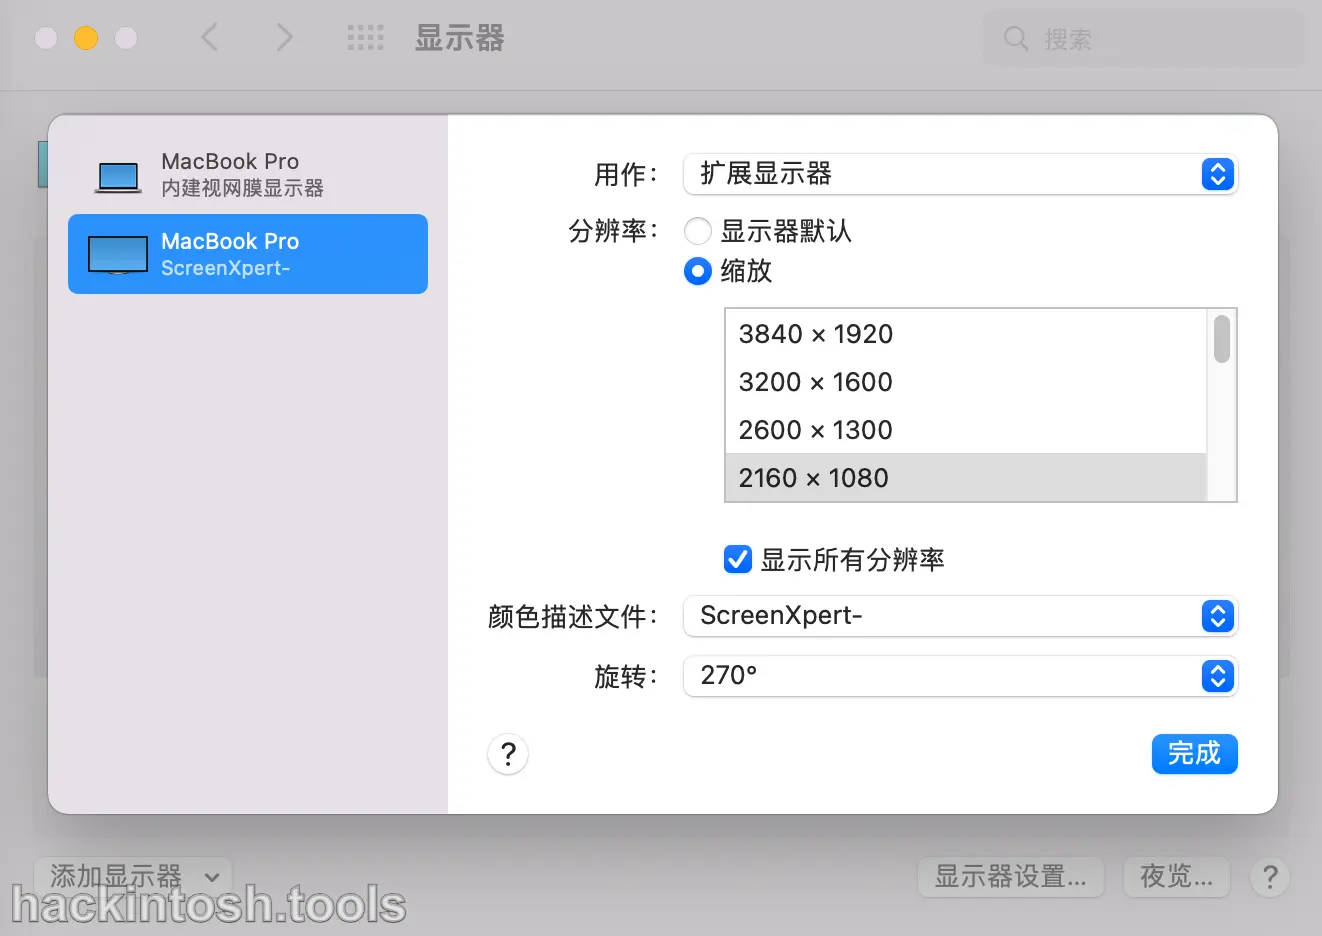 显示器
搜索
MacBook Pro
内建视网膜显示器
MacBook Pro
ScreenXpert-
用作：
扩展显示器
分辨率：
显示器默认
缩放
3840 × 1920
3200 × 1600
2600 × 1300
2160 × 1080
显示所有分辨率
颜色描述文件：
ScreenXpert-
旋转：
270°
?
完成
添加显示器
显示器设置...
夜览...
?
hackintosh.tools